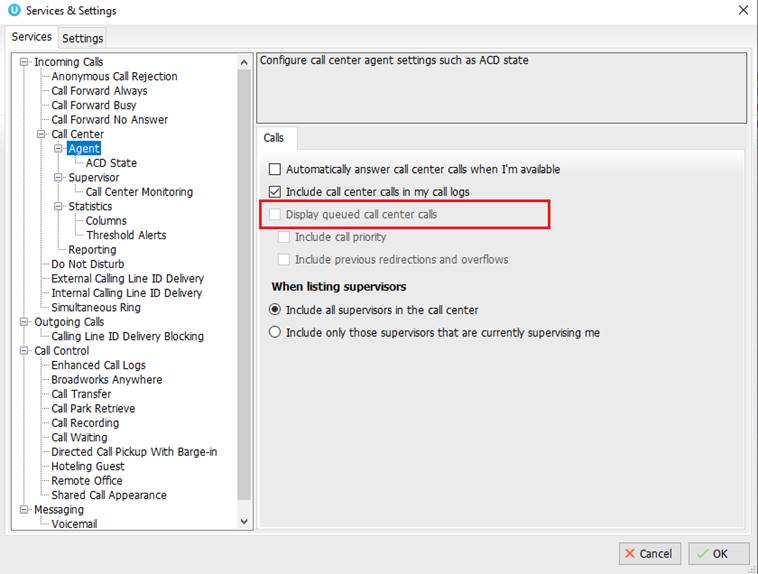 Services & Settings
Services
Settings
Incoming Calls
Anonymous Call Rejection
Call Forward Always
Call Forward Busy
Call Forward No Answer
Call Center
Agent
ACD State
Supervisor
Call Center Monitoring
Statistics
Columns
Threshold Alerts
Reporting
Do Not Disturb
External Calling Line ID Delivery
Internal Calling Line ID Delivery
Simultaneous Ring
Outgoing Calls
Calling Line ID Delivery Blocking
Call Control
Enhanced Call Logs
Broadworks Anywhere
Call Transfer
Call Park Retrieve
Call Recording
Call Waiting
Directed Call Pickup With Barge-in
Hoteling Guest
Remote Office
Shared Call Appearance
Messaging
Voicemail
Configure call center agent settings such as ACD state
Calls
Automatically answer call center calls when I'm available
Include call center calls in my call logs
Display queued call center calls
Include call priority
Include previous redirections and overflows
When listing supervisors
Include all supervisors in the call center
Include only those supervisors that are currently supervising me
Cancel
OK